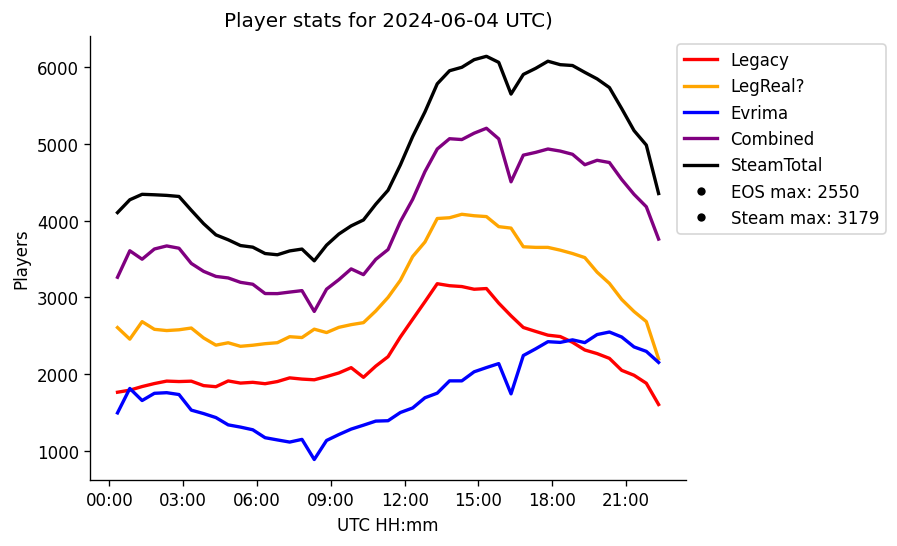 Player stats for 2024-06-04 UTC)
6000
5000
4000
3000
2000
1000
Players
00:00 03:00 06:00 09:00 12:00 15:00 18:00 21:00
UTC HH:mm
Legacy
LegReal?
Evrima
Combined
SteamTotal
EOS max: 2550
Steam max: 3179